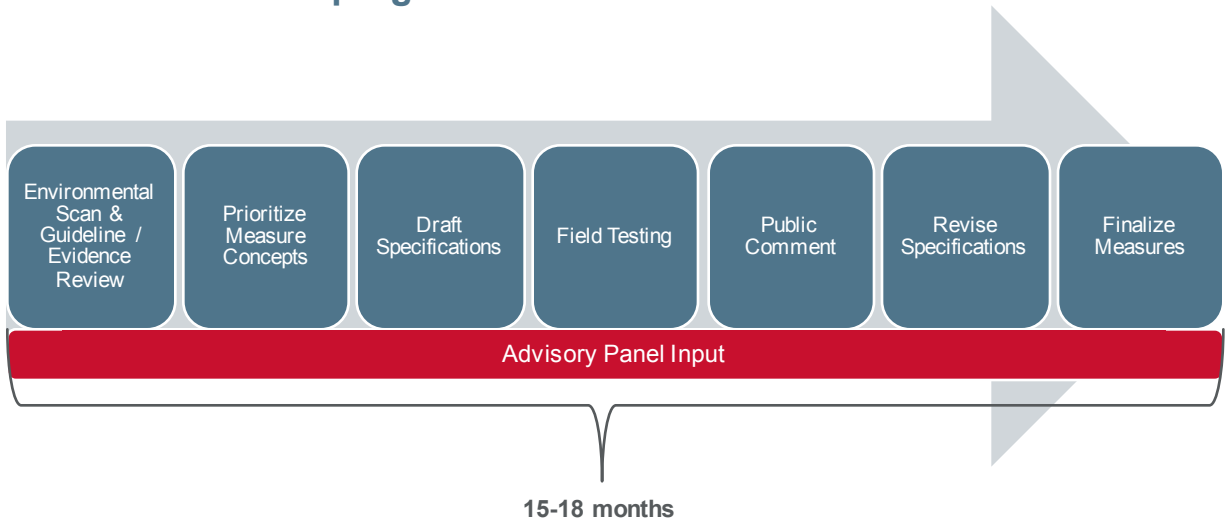 Environmental
Scan &
Guideline /
Evidence
Review
Prioritize
Measure
Concepts
Draft
Specifications
Field Testing
Public
Comment
Revise
Specifications
Finalize
Measures
Advisory Panel Input
15-18 months